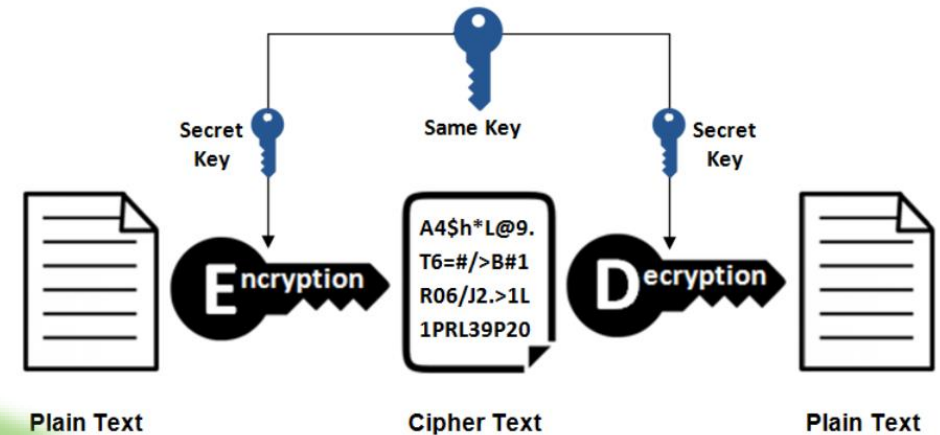 Same Key
Secret
Key
Secret
Key
Encryption
A4$h*L@9.
T6=#/>B#1
R06/J2.>1L
1PRL39P20
Decryption
Plain Text
Cipher Text
Plain Text